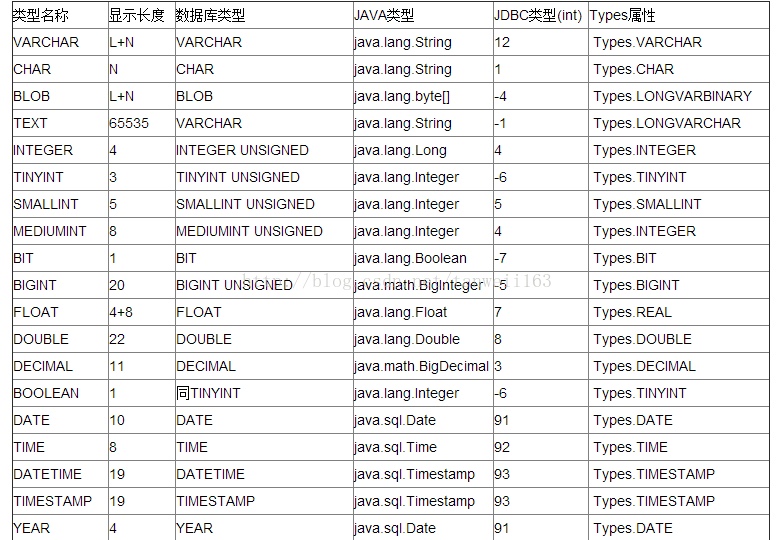 类型名称 显示长度 数据库类型 JAVA类型 JDBC类型(int) Types属性
VARCHAR L+N VARCHAR java.lang.String 12 Types.VARCHAR
CHAR N CHAR java.lang.String 1 Types.CHAR
BLOB L+N BLOB java.lang.byte[] -4 Types.LONGVARBINARY
TEXT 65535 VARCHAR java.lang.String -1 Types.LONGVARCHAR
INTEGER 4 INTEGER UNSIGNED java.lang.Long 4 Types.INTEGER
TINYINT 3 TINYINT UNSIGNED java.lang.Integer -6 Types.TINYINT
SMALLINT 5 SMALLINT UNSIGNED java.lang.Integer 5 Types.SMALLINT
MEDIUMINT 8 MEDIUMINT UNSIGNED java.lang.Integer 4 Types.INTEGER
BIT 1 BIT java.lang.Boolean -7 Types.BIT
http://blog.csdn.net/tanweii163
BIGINT 20 BIGINT UNSIGNED java.math.BigInteger -5 Types.BIGINT
FLOAT 4+8 FLOAT java.lang.Float 7 Types.REAL
DOUBLE 22 DOUBLE java.lang.Double 8 Types.DOUBLE
DECIMAL 11 DECIMAL java.math.BigDecimal 3 Types.DECIMAL
BOOLEAN 1 同TINYINT java.lang.Integer -6 Types.TINYINT
DATE 10 DATE java.sql.Date 91 Types.DATE
TIME 8 TIME java.sql.Time 92 Types.TIME
DATETIME 19 DATETIME java.sql.Timestamp 93 Types.TIMESTAMP
TIMESTAMP 19 TIMESTAMP java.sql.Timestamp 93 Types.TIMESTAMP
YEAR 4 YEAR java.sql.Date 91 Types.DATE